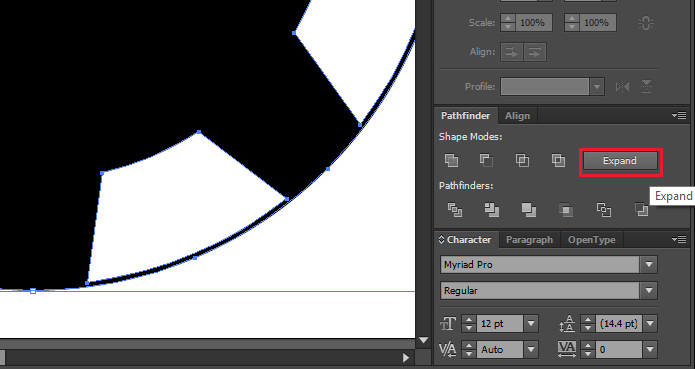 Scale: 100% 100%
Align:
Profile:
Pathfinder Align
Shape Modes:
Expand
Pathfinders:
Expand
Character Paragraph OpenType
Myriad Pro
Regular
12 pt (14.4 pt)
Auto 0